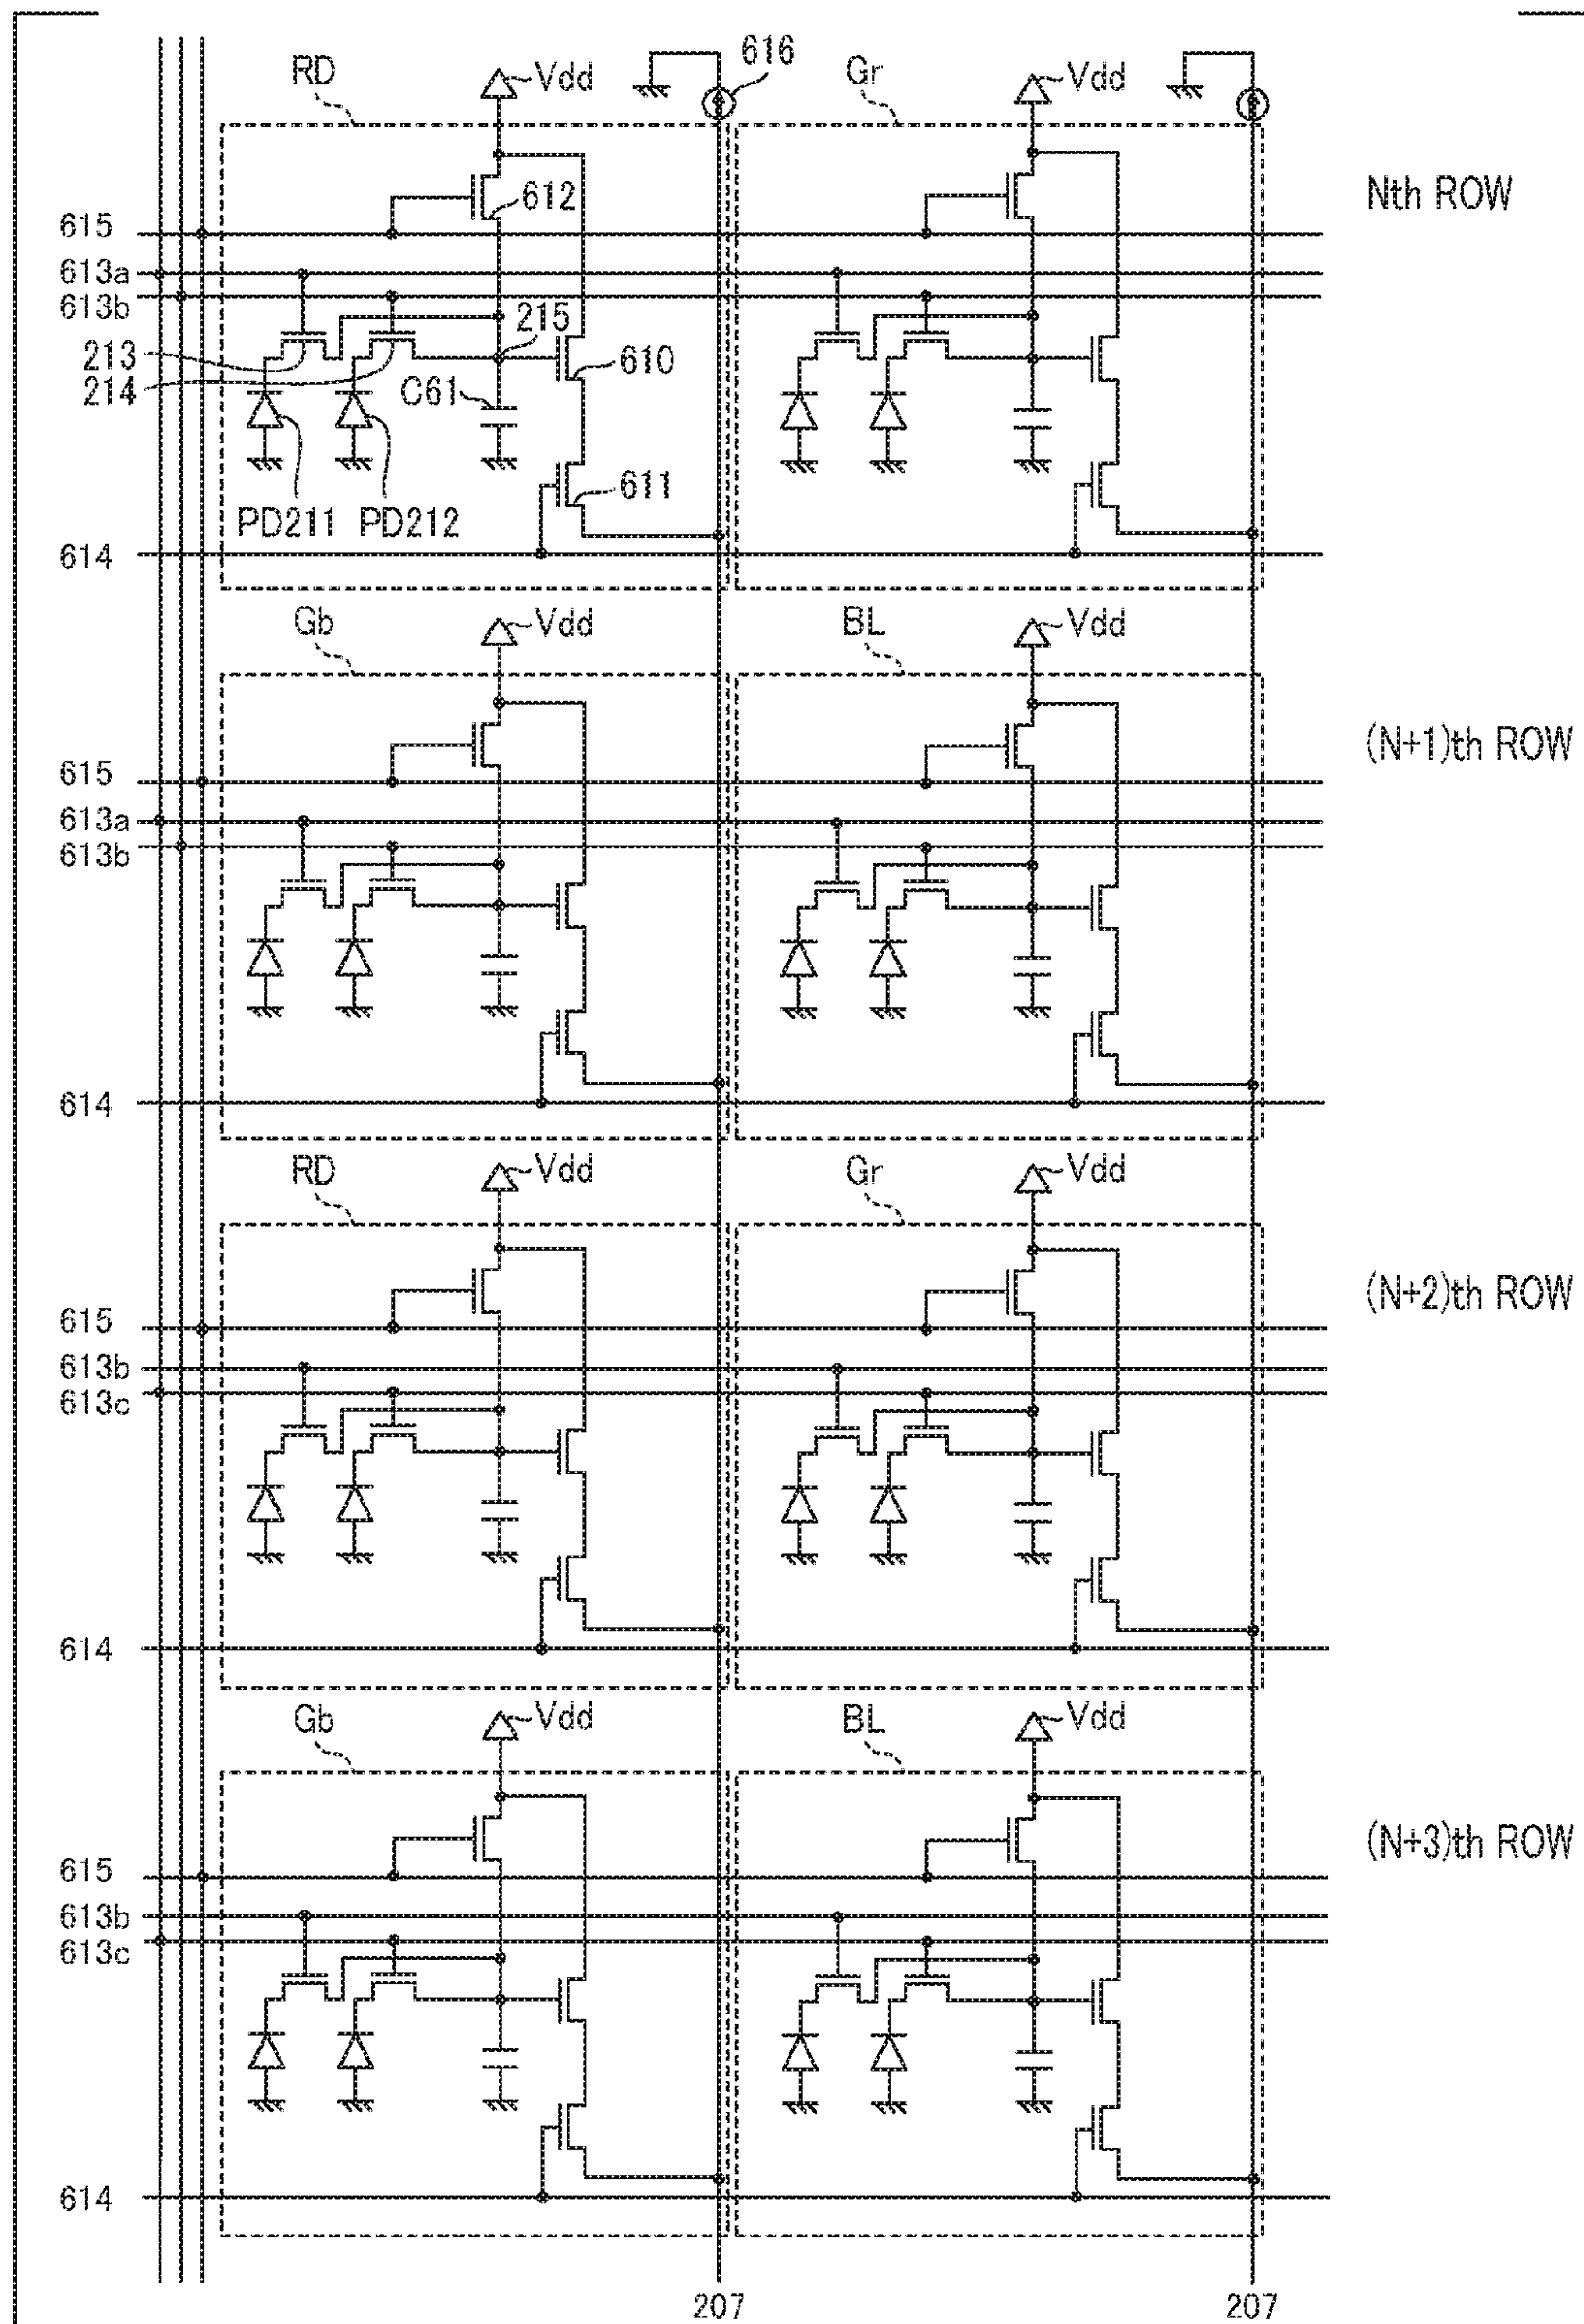 616
RD
Vdd
Gr
Vdd
Nth ROW
612
615
613a
613b
215
213
610
214
C61
611
PD211
PD212
614
Gb
Vdd
BL
Vdd
(N+1)th ROW
615
613a
613b
614
RD
Vdd
Gr
Vdd
(N+2)th ROW
615
613b
613c
614
Gb
Vdd
BL
Vdd
(N+3)th ROW
615
613b
613c
614
207
207